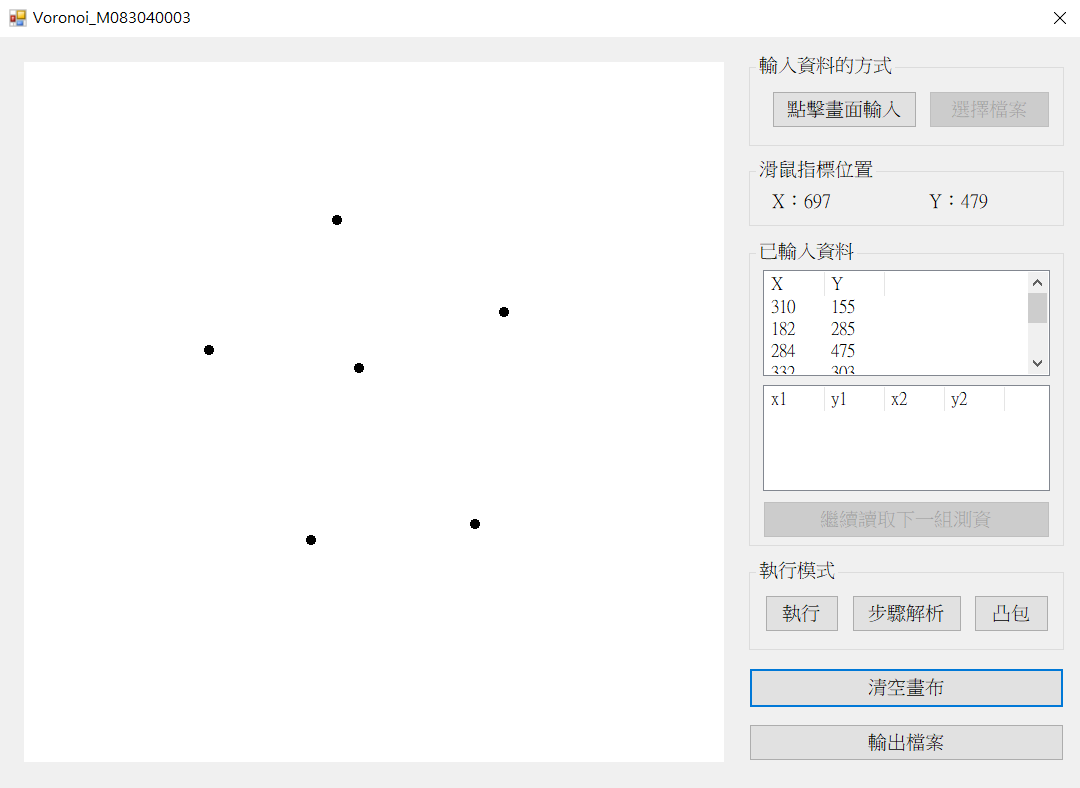 Voronoi_M083040003
輸入資料的方式
點擊畫面輸入 選擇檔案
滑鼠指標位置
X：697 Y：479
已輸入資料
X Y
310 155
182 285
284 475
332 303
x1 y1 x2 y2
繼續讀取下一組測資
執行模式
執行 步驟解析 凸包
清空畫布
輸出檔案